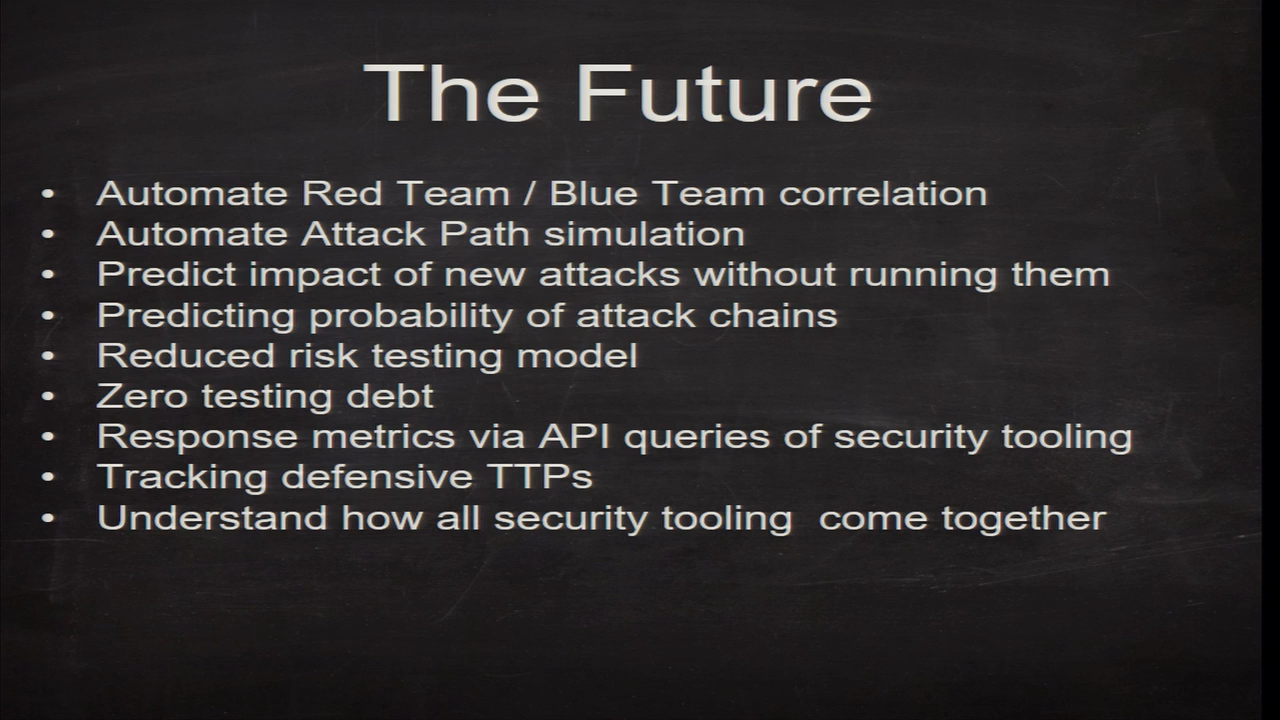 The Future
• Automate Red Team / Blue Team correlation
• Automate Attack Path simulation
• Predict impact of new attacks without running them
• Predicting probability of attack chains
• Reduced risk testing model
• Zero testing debt
• Response metrics via API queries of security tooling
• Tracking defensive TTPs
• Understand how all security tooling  come together